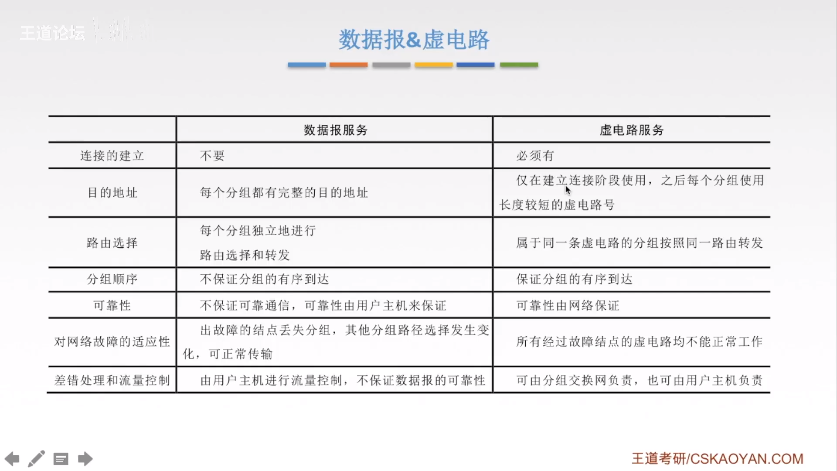 王道论坛
数据报&虚电路
数据报服务 虚电路服务
连接的建立 不要 必须有
目的地址 每个分组都有完整的目的地址 仅在建立连接阶段使用，之后每个分组使用
长度较短的虚电路号
路由选择 每个分组独立地进行
路由选择和转发 属于同一条虚电路的分组按照同一路由转发
分组顺序 不保证分组的有序到达 保证分组的有序到达
可靠性 不保证可靠通信，可靠性由用户主机来保证 可靠性由网络保证
对网络故障的适应性 出故障的结点丢失分组，其他分组路径选择发生变
化，可正常传输 所有经过故障结点的虚电路均不能正常工作
差错处理和流量控制 由用户主机进行流量控制，不保证数据报的可靠性 可由分组交换网负责，也可由用户主机负责
王道考研/CSKAOYAN.COM